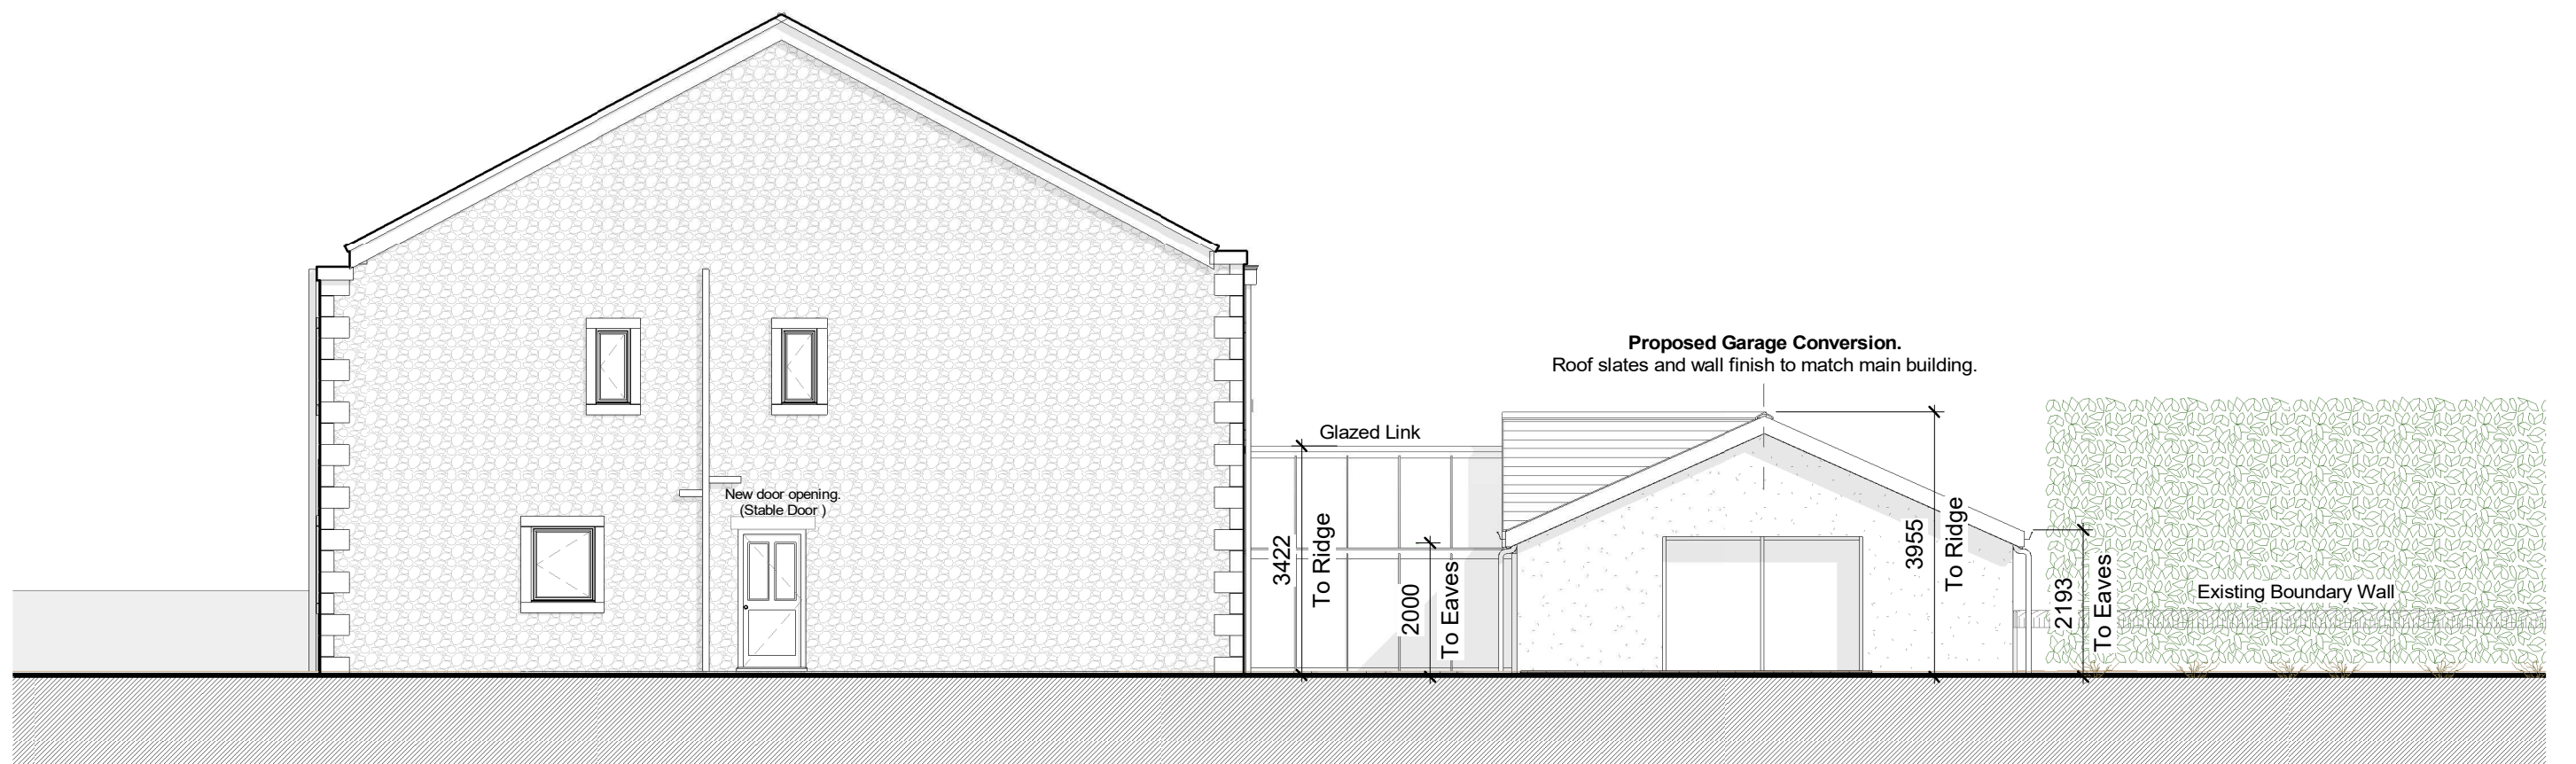 Proposed Garage Conversion.
Roof slates and wall finish to match main building.
Glazed Link
New door opening.
(Stable Door )
3422
To Ridge
2000
To Eaves
3955
To Ridge
2193
To Eaves
Existing Boundary Wall